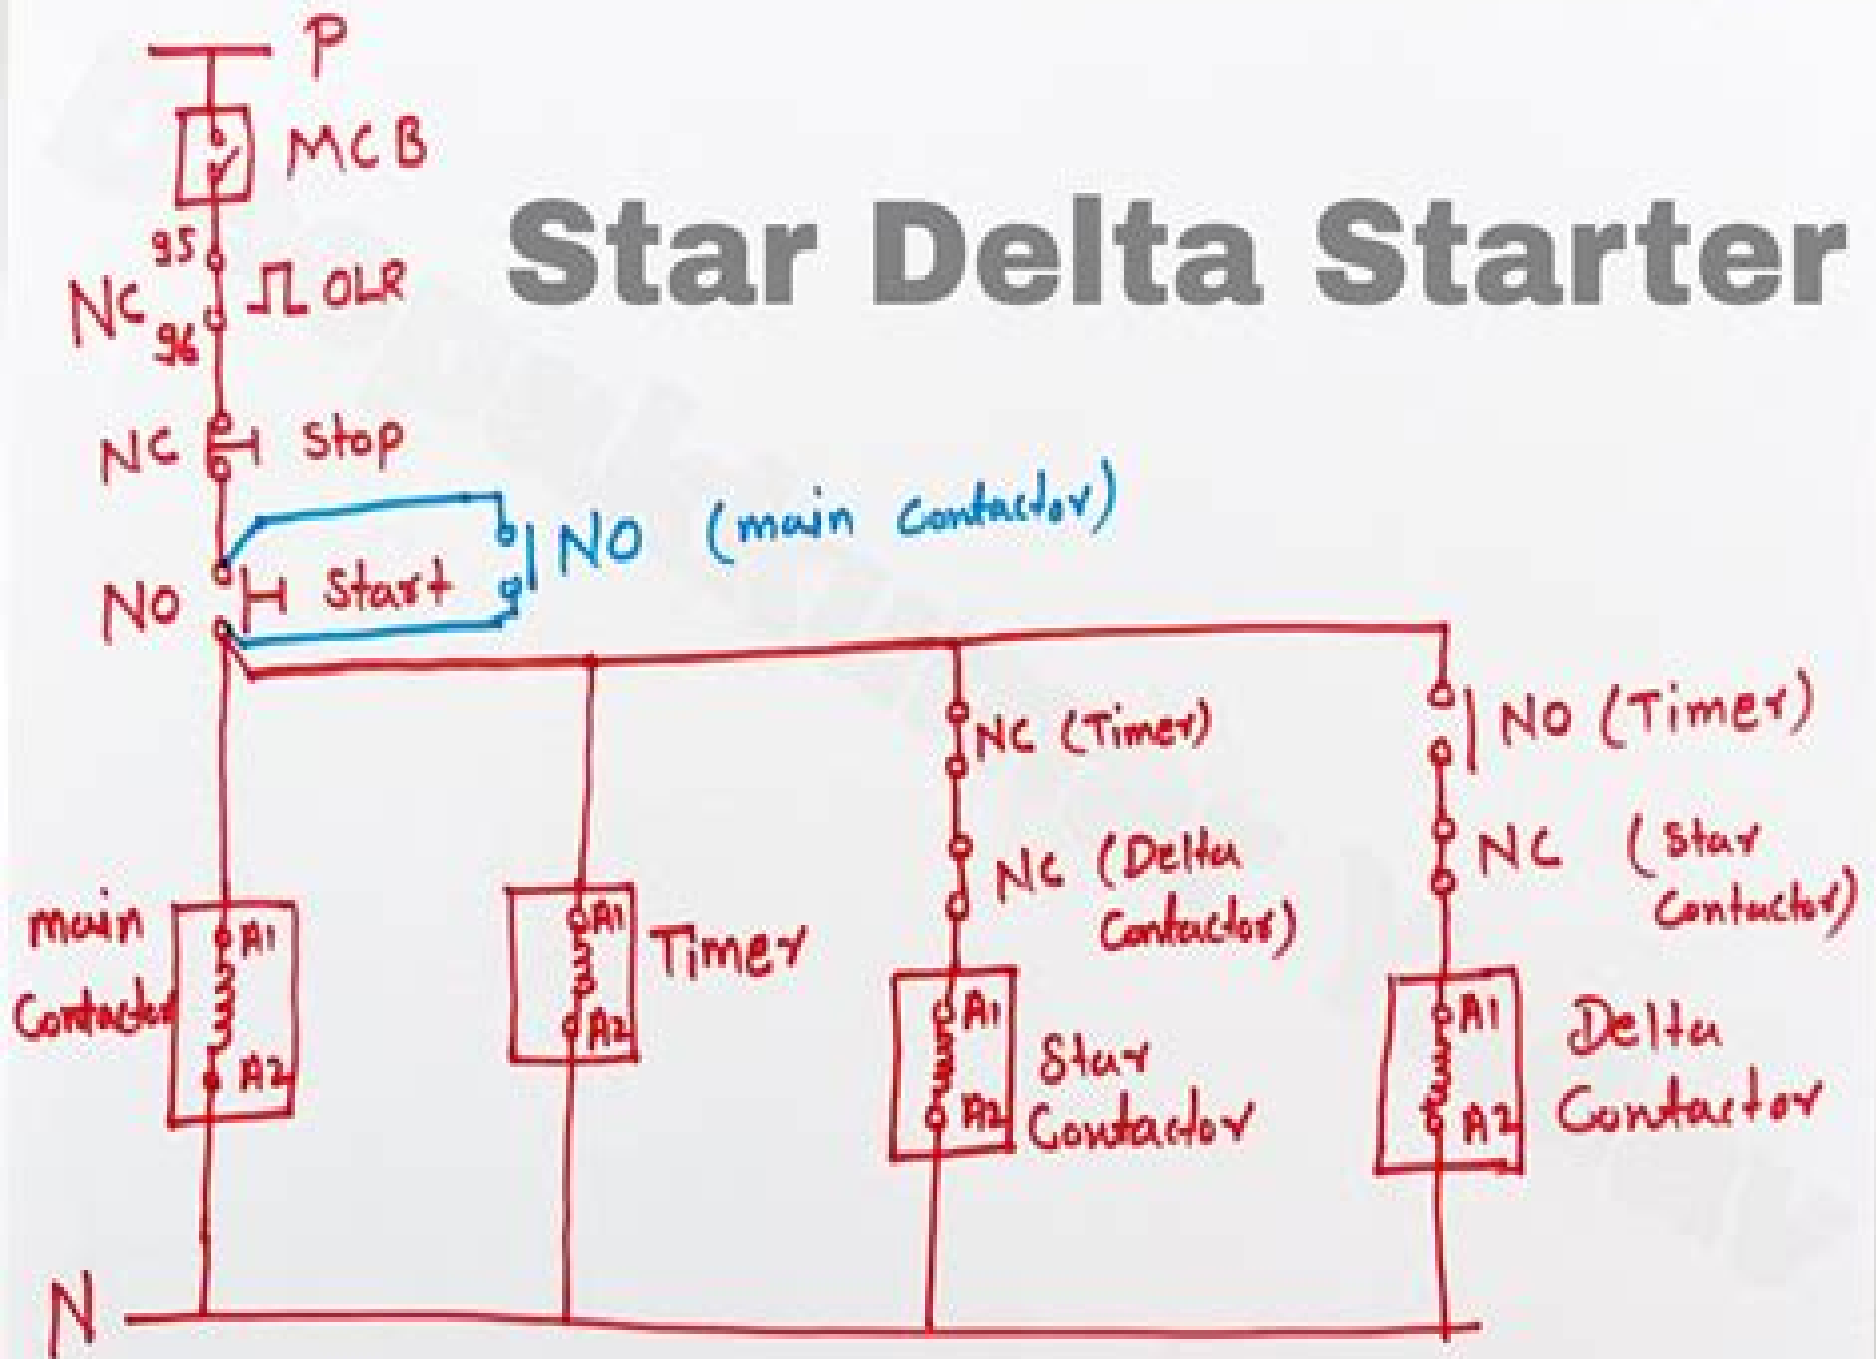 P
MCB
Star Delta Starter
95
NC
OLR
96
NC
Stop
NO (main Contactor)
NO
Start
NC (Timer)
NO (Timer)
NC (Delta
Contactor)
NC (Star
Contactor)
main
Contactor
A1
A2
A1
A2
Timer
A1
A2
Star
Contactor
A1
A2
Delta
Contactor
N